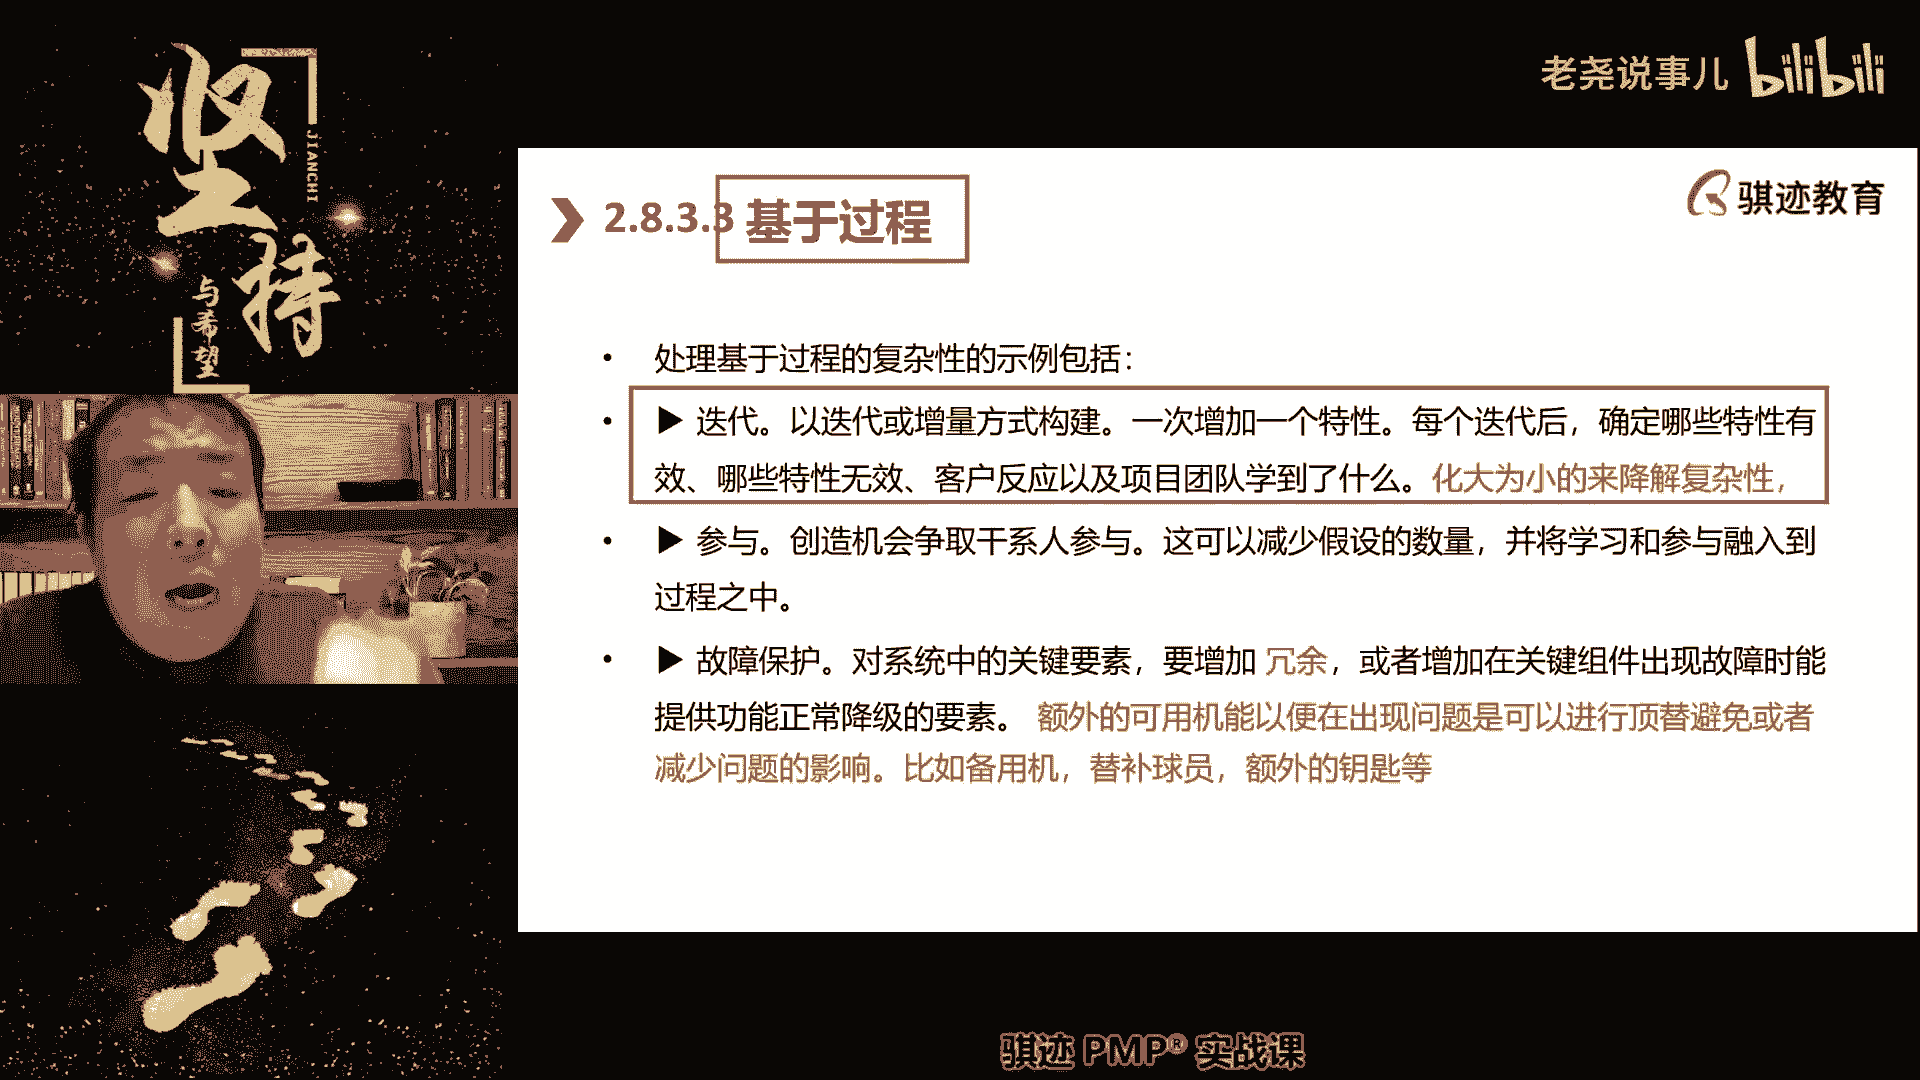 坚持
JIANCHI
与希望
老尧说事儿 bilibili
骐迹教育
2.8.3.3 基于过程
• 处理基于过程的复杂性的示例包括：
• ▶ 迭代。以迭代或增量方式构建。一次增加一个特性。每个迭代后，确定哪些特性有
效、哪些特性无效、客户反应以及项目团队学到了什么。化大为小的来降解复杂性，
• ▶ 参与。创造机会争取干系人参与。这可以减少假设的数量，并将学习和参与融入到
过程之中。
• ▶ 故障保护。对系统中的关键要素，要增加 冗余，或者增加在关键组件出现故障时能
提供功能正常降级的要素。 额外的可用机能以便在出现问题是可以进行顶替避免或者
减少问题的影响。比如备用机，替补球员，额外的钥匙等
骐迹 PMP® 实战课